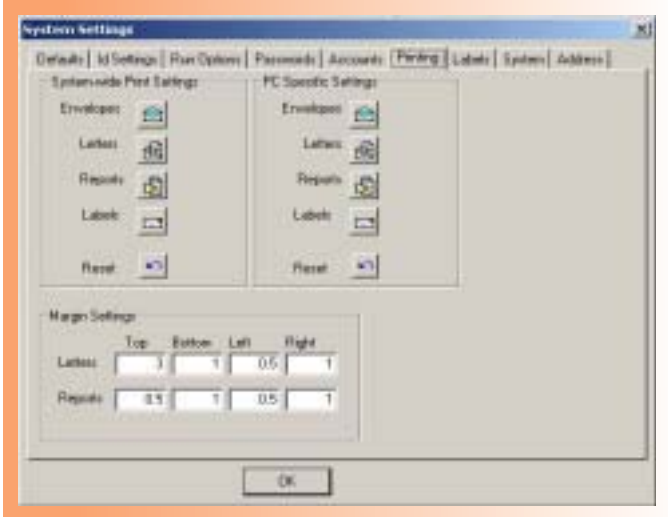 System Settings
Defaults Id Settings Run Options Passwords Accounts Printing Labels System Address
System-wide Print Settings
Envelopes
Letters
Reports
Labels
Reset
PC Specific Settings
Envelopes
Letters
Reports
Labels
Reset
Margin Settings
Top Bottom Left Right
Letters 3 1 0.5 1
Reports 1 0.5 1
OK